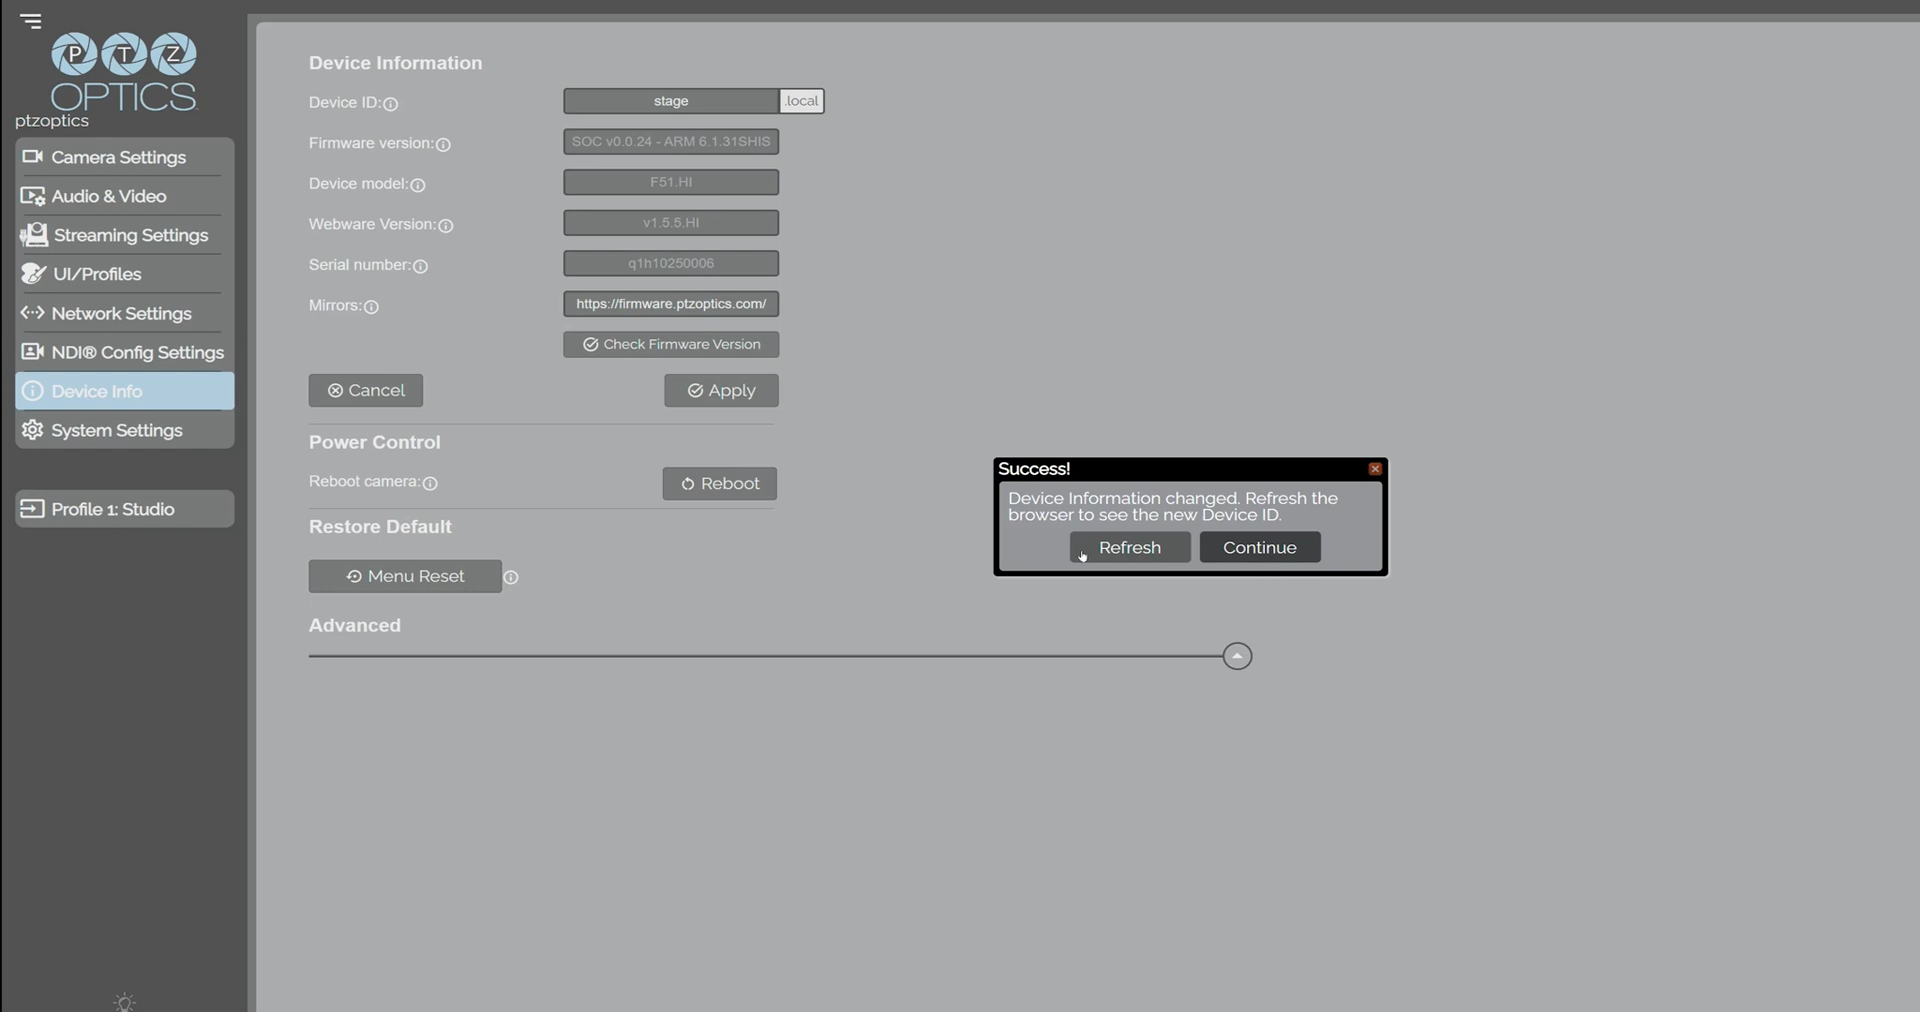 PTZ
OPTICS
ptzoptics
Camera Settings
Audio & Video
Streaming Settings
UI/Profiles
Network Settings
NDI® Config Settings
Device Info
System Settings
Profile 1: Studio
Device Information
Device ID: stage .local
Firmware version: SOC v0.0.24 - ARM 6.1.31SHIS
Device model: F51.HI
Webware Version: v1.5.5.HI
Serial number: q1h10250006
Mirrors: https://firmware.ptzoptics.com/
Check Firmware Version
Cancel Apply
Power Control
Reboot camera: Reboot
Restore Default
Menu Reset
Advanced
Success!
Device Information changed. Refresh the
browser to see the new Device ID.
Refresh Continue